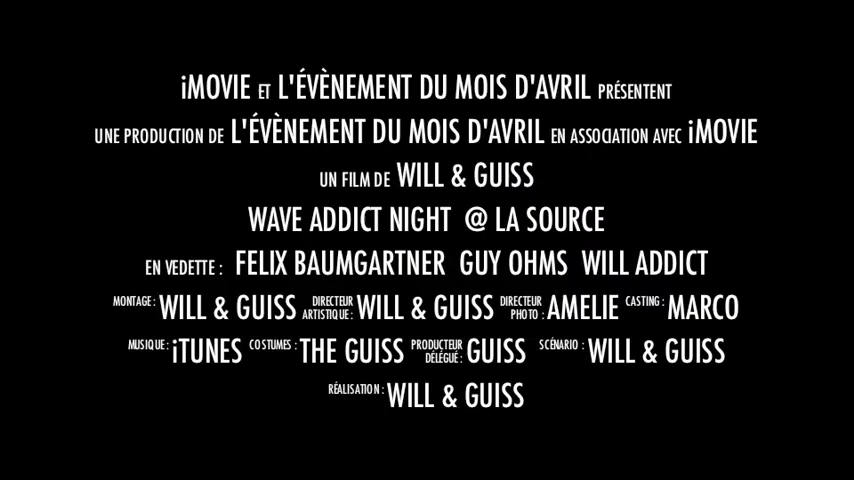 iMOVIE ET L'ÉVÈNEMENT DU MOIS D'AVRIL PRÉSENTENT
UNE PRODUCTION DE L'ÉVÈNEMENT DU MOIS D'AVRIL EN ASSOCIATION AVEC iMOVIE
UN FILM DE WILL & GUISS
WAVE ADDICT NIGHT @ LA SOURCE
EN VEDETTE : FELIX BAUMGARTNER GUY OHMS WILL ADDICT
MONTAGE : WILL & GUISS DIRECTEUR ARTISTIQUE : WILL & GUISS DIRECTEUR PHOTO : AMELIE CASTING : MARCO
MUSIQUE : iTUNES COSTUMES : THE GUISS PRODUCTEUR DÉLÉGUÉ : GUISS SCÉNARIO : WILL & GUISS
RÉALISATION : WILL & GUISS